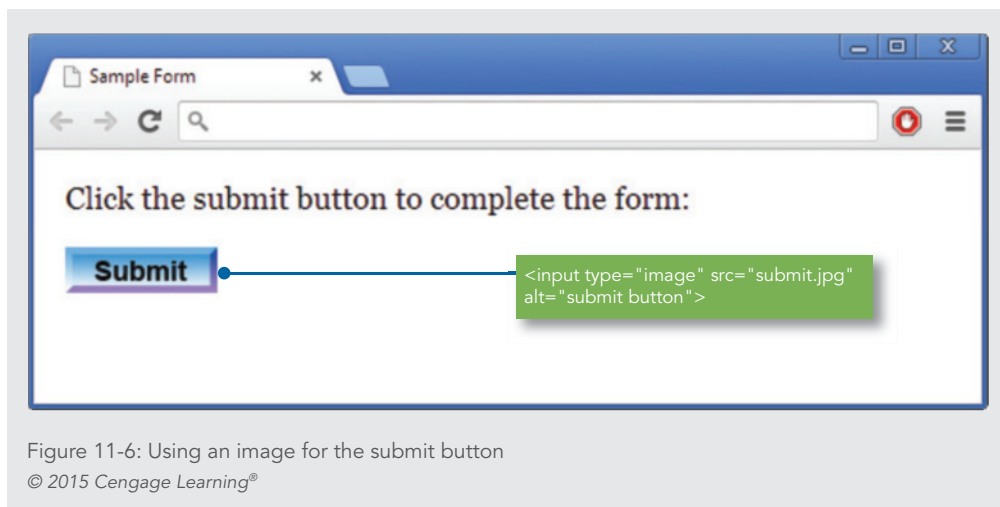 Sample Form
Click the submit button to complete the form:
Submit
<input type="image" src="submit.jpg"
alt="submit button">
Figure 11-6: Using an image for the submit button
© 2015 Cengage Learning®